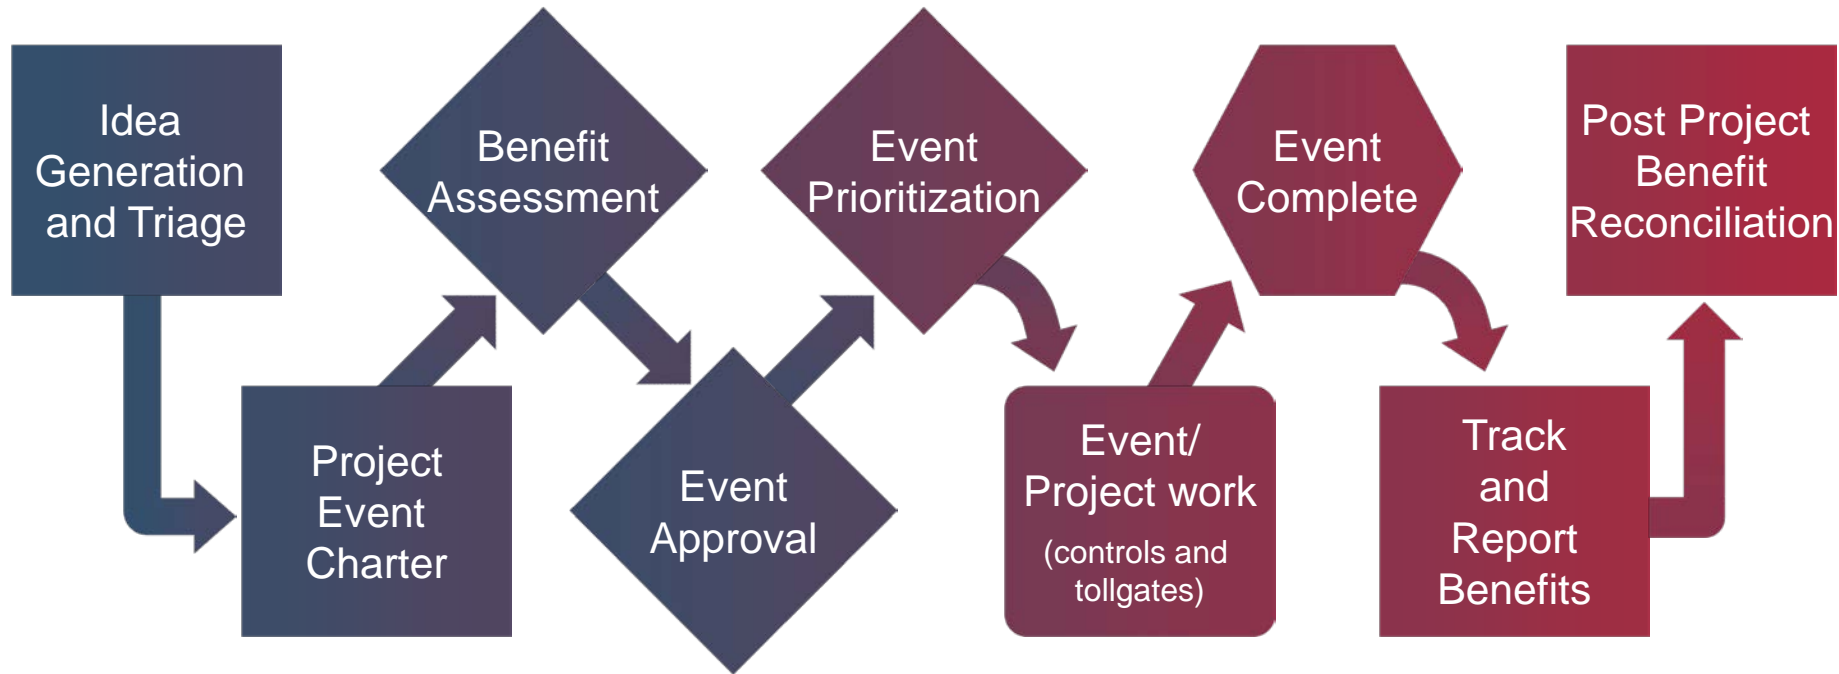 Idea
Generation
and Triage
Project
Event
Charter
Benefit
Assessment
Event
Approval
Event
Prioritization
Event/
Project work
(controls and
tollgates)
Event
Complete
Track
and
Report
Benefits
Post Project
Benefit
Reconciliation